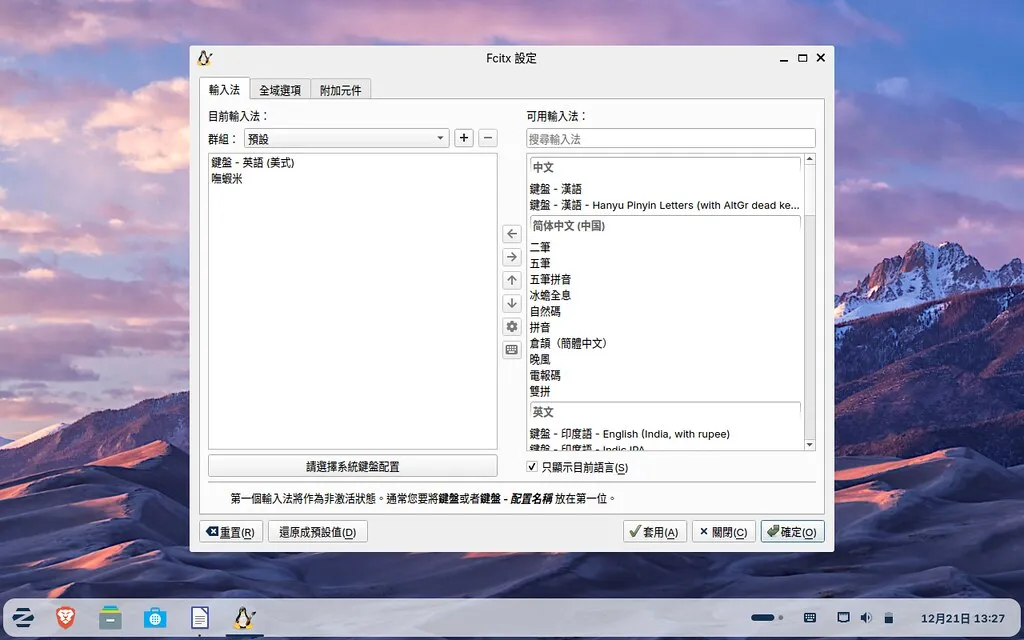 Fcitx 設定
輸入法
全域選項
附加元件
目前輸入法：
群組：
預設
鍵盤 - 英語 (美式)
嘸蝦米
請選擇系統鍵盤配置
可用輸入法：
搜尋輸入法
中文
鍵盤 - 漢語
鍵盤 - 漢語 - Hanyu Pinyin Letters (with AltGr dead ke...
简体中文 (中国)
二筆
五筆
五筆拼音
冰蟾全息
自然碼
拼音
倉頡（簡體中文）
晚風
電報碼
雙拼
英文
鍵盤 - 印度語 - English (India, with rupee)
鍵盤 - 印度語 - Indic IPA
只顯示目前語言(S)
第一個輸入法將作為非激活狀態。通常您要將鍵盤或者鍵盤 - 配置名稱 放在第一位。
重置(R)
還原成預設值(D)
套用(A)
關閉(C)
確定(O)
12月21日 13:27